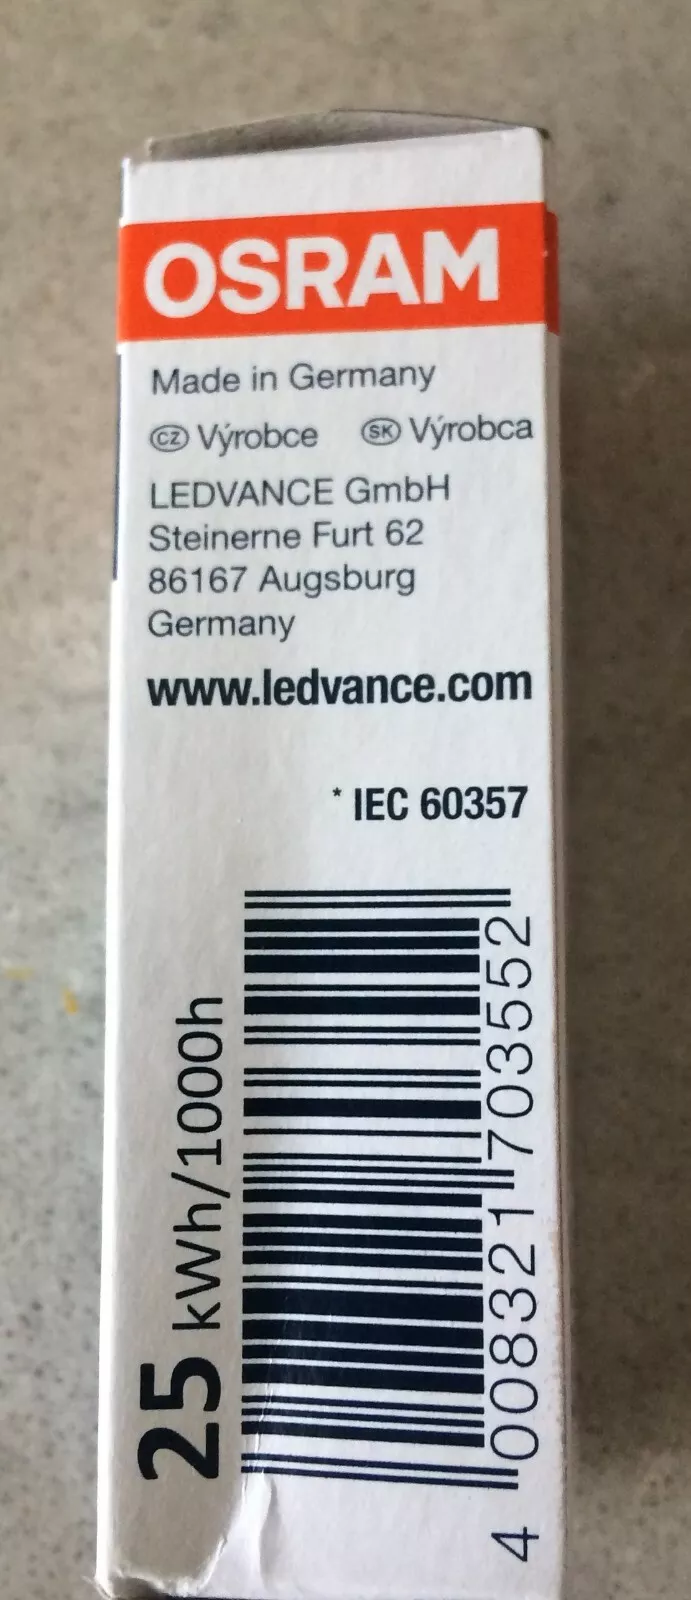 OSRAM
Made in Germany
CZ Výrobce SK Výrobca
LEDVANCE GmbH
Steinerne Furt 62
86167 Augsburg
Germany
www.ledvance.com
* IEC 60357
25 kWh/1000h
4 008321 703552